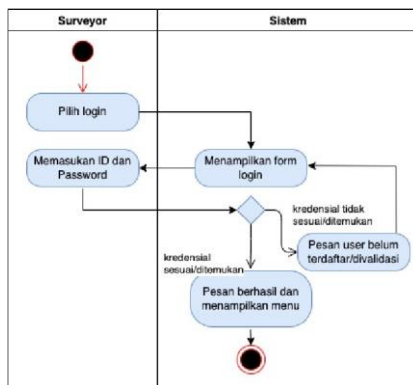 Surveyor
Sistem
Pilih login
Memasukan ID dan
Password
Menampilkan form
login
kredensial tidak
sesuai/ditemukan
Pesan user belum
terdaftar/divalidasi
kredensial
sesuai/ditemukan
Pesan berhasil dan
menampilkan menu